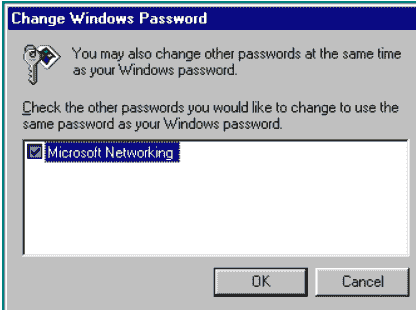 Change Windows Password
You may also change other passwords at the same time
as your Windows password.
Check the other passwords you would like to change to use the
same password as your Windows password.
Microsoft Networking
OK
Cancel